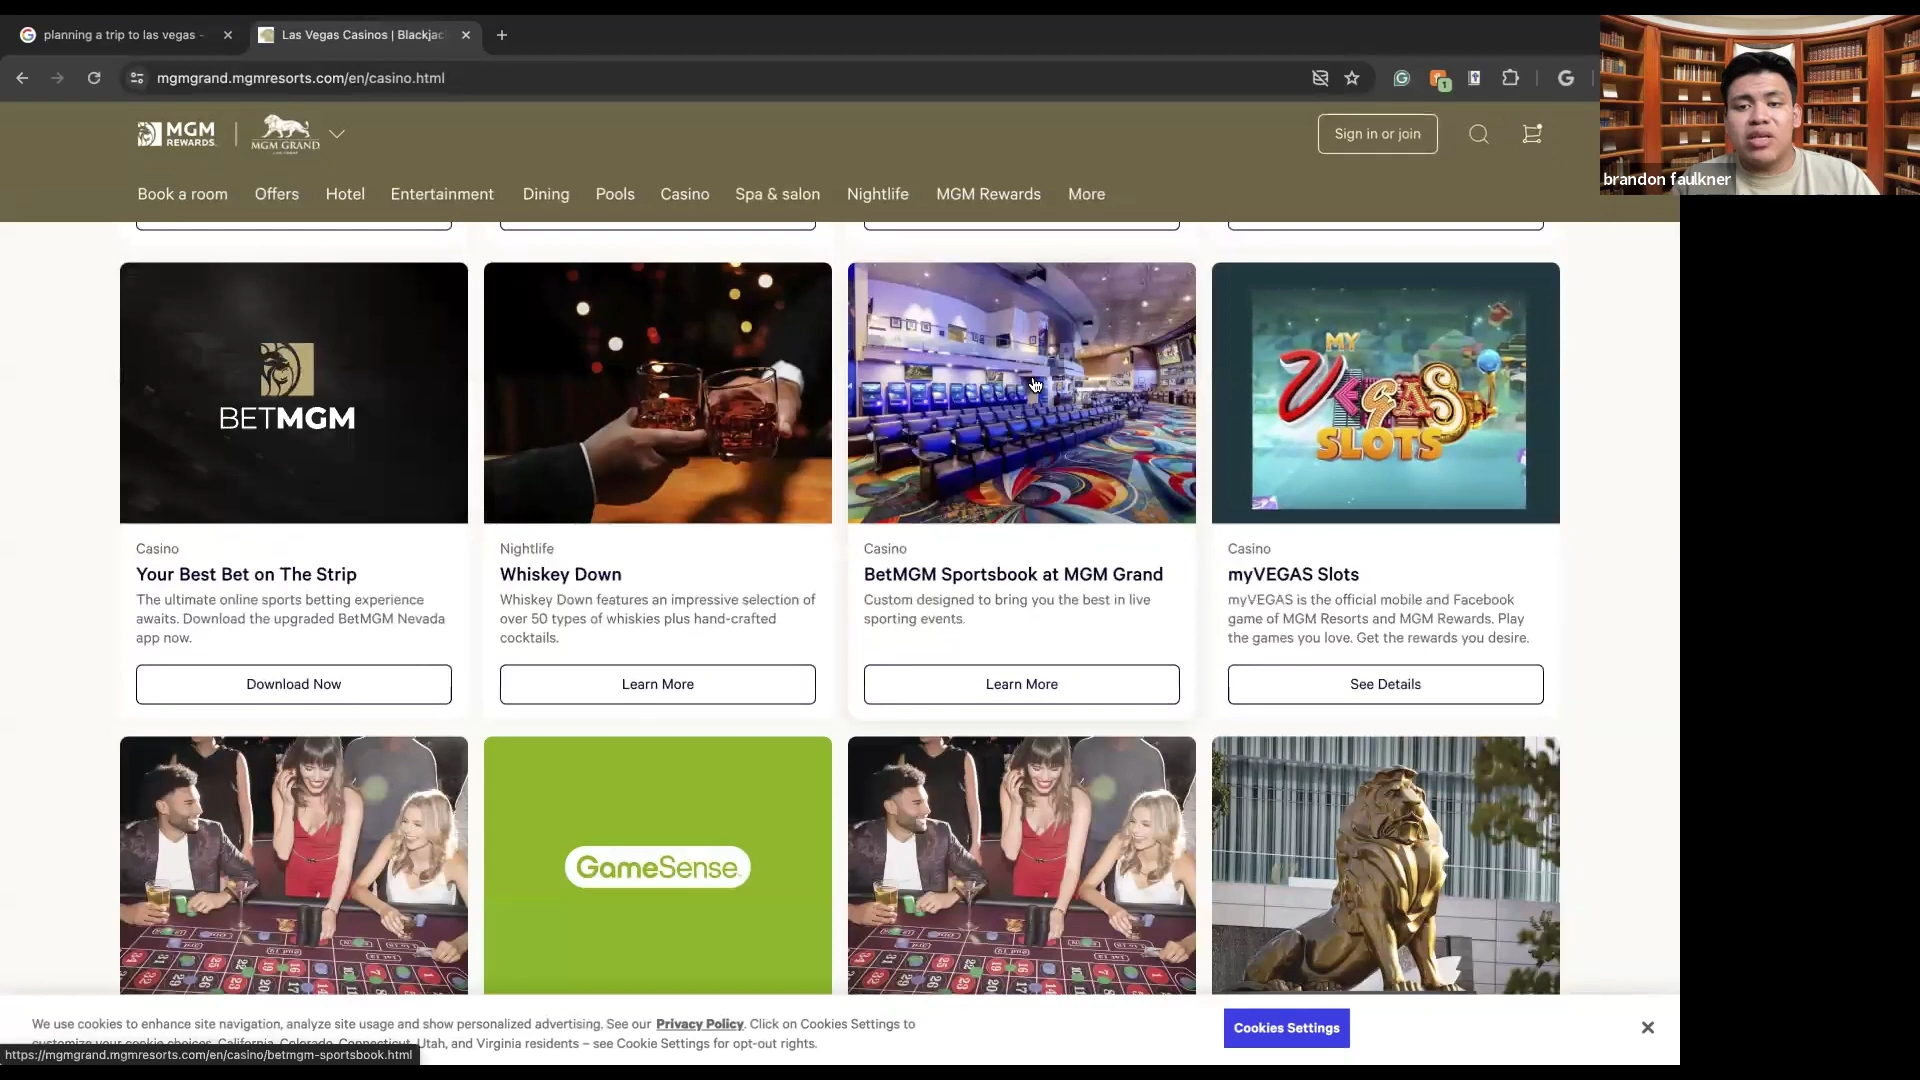 planning a trip to las vegas -
Las Vegas Casinos | Blackjac
mgmgrand.mgmresorts.com/en/casino.html
MGM
REWARDS
MGM GRAND
Sign in or join
Book a room
Offers
Hotel
Entertainment
Dining
Pools
Casino
Spa & salon
Nightlife
MGM Rewards
More
brandon faulkner
BETMGM
MY
VEGAS
SLOTS
Casino
Your Best Bet on The Strip
The ultimate online sports betting experience
awaits. Download the upgraded BetMGM Nevada
app now.
Download Now
Nightlife
Whiskey Down
Whiskey Down features an impressive selection of
over 50 types of whiskies plus hand-crafted
cocktails.
Learn More
Casino
BetMGM Sportsbook at MGM Grand
Custom designed to bring you the best in live
sporting events.
Learn More
Casino
myVEGAS Slots
myVEGAS is the official mobile and Facebook
game of MGM Resorts and MGM Rewards. Play
the games you love. Get the rewards you desire.
See Details
GameSense
We use cookies to enhance site navigation, analyze site usage and show personalized advertising. See our Privacy Policy. Click on Cookies Settings to
customize your cookie choices. California, Colorado, Connecticut, Utah, and Virginia residents – see Cookie Settings for opt-out rights.
Cookies Settings
https://mgmgrand.mgmresorts.com/en/casino/betmgm-sportsbook.html